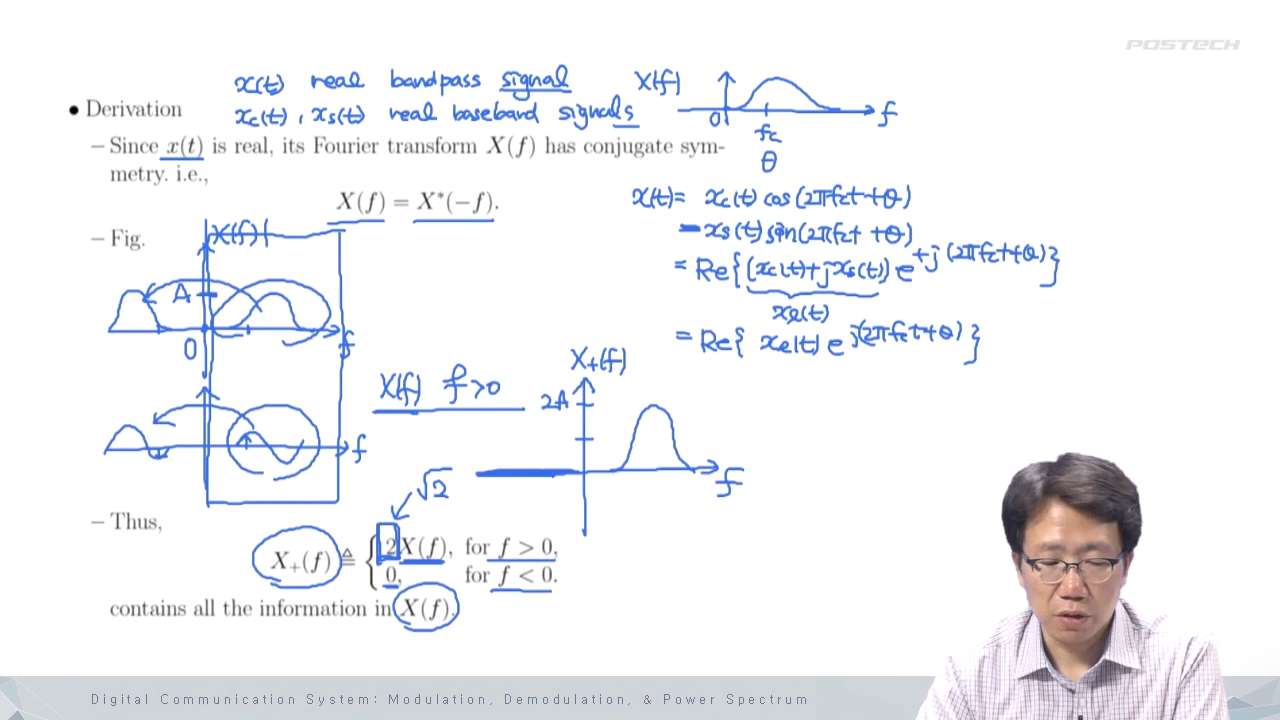 POSTECH
x(t) real bandpass signal
xc(t), xs(t) real baseband signals
X(f)
0
f
fc
θ
• Derivation
– Since x(t) is real, its Fourier transform X(f) has conjugate sym-
metry. i.e.,
X(f) = X*(−f).
x(t) = xc(t) cos(2πfct + θ)
− xs(t) sin(2πfct + θ)
= Re{(xc(t)+jxs(t)) e^{+j(2πfct+θ)}}
xℓ(t)
= Re{ xℓ(t) e^{j(2πfct+θ)} }
– Fig.
|X(f)|
A
0
f
f
X(f) f>0
X+(f)
2A
f
√2
– Thus,
X+(f) ≜ { 2X(f), for f > 0,
0, for f < 0.
contains all the information in X(f).
Digital Communication System: Modulation, Demodulation, & Power Spectrum